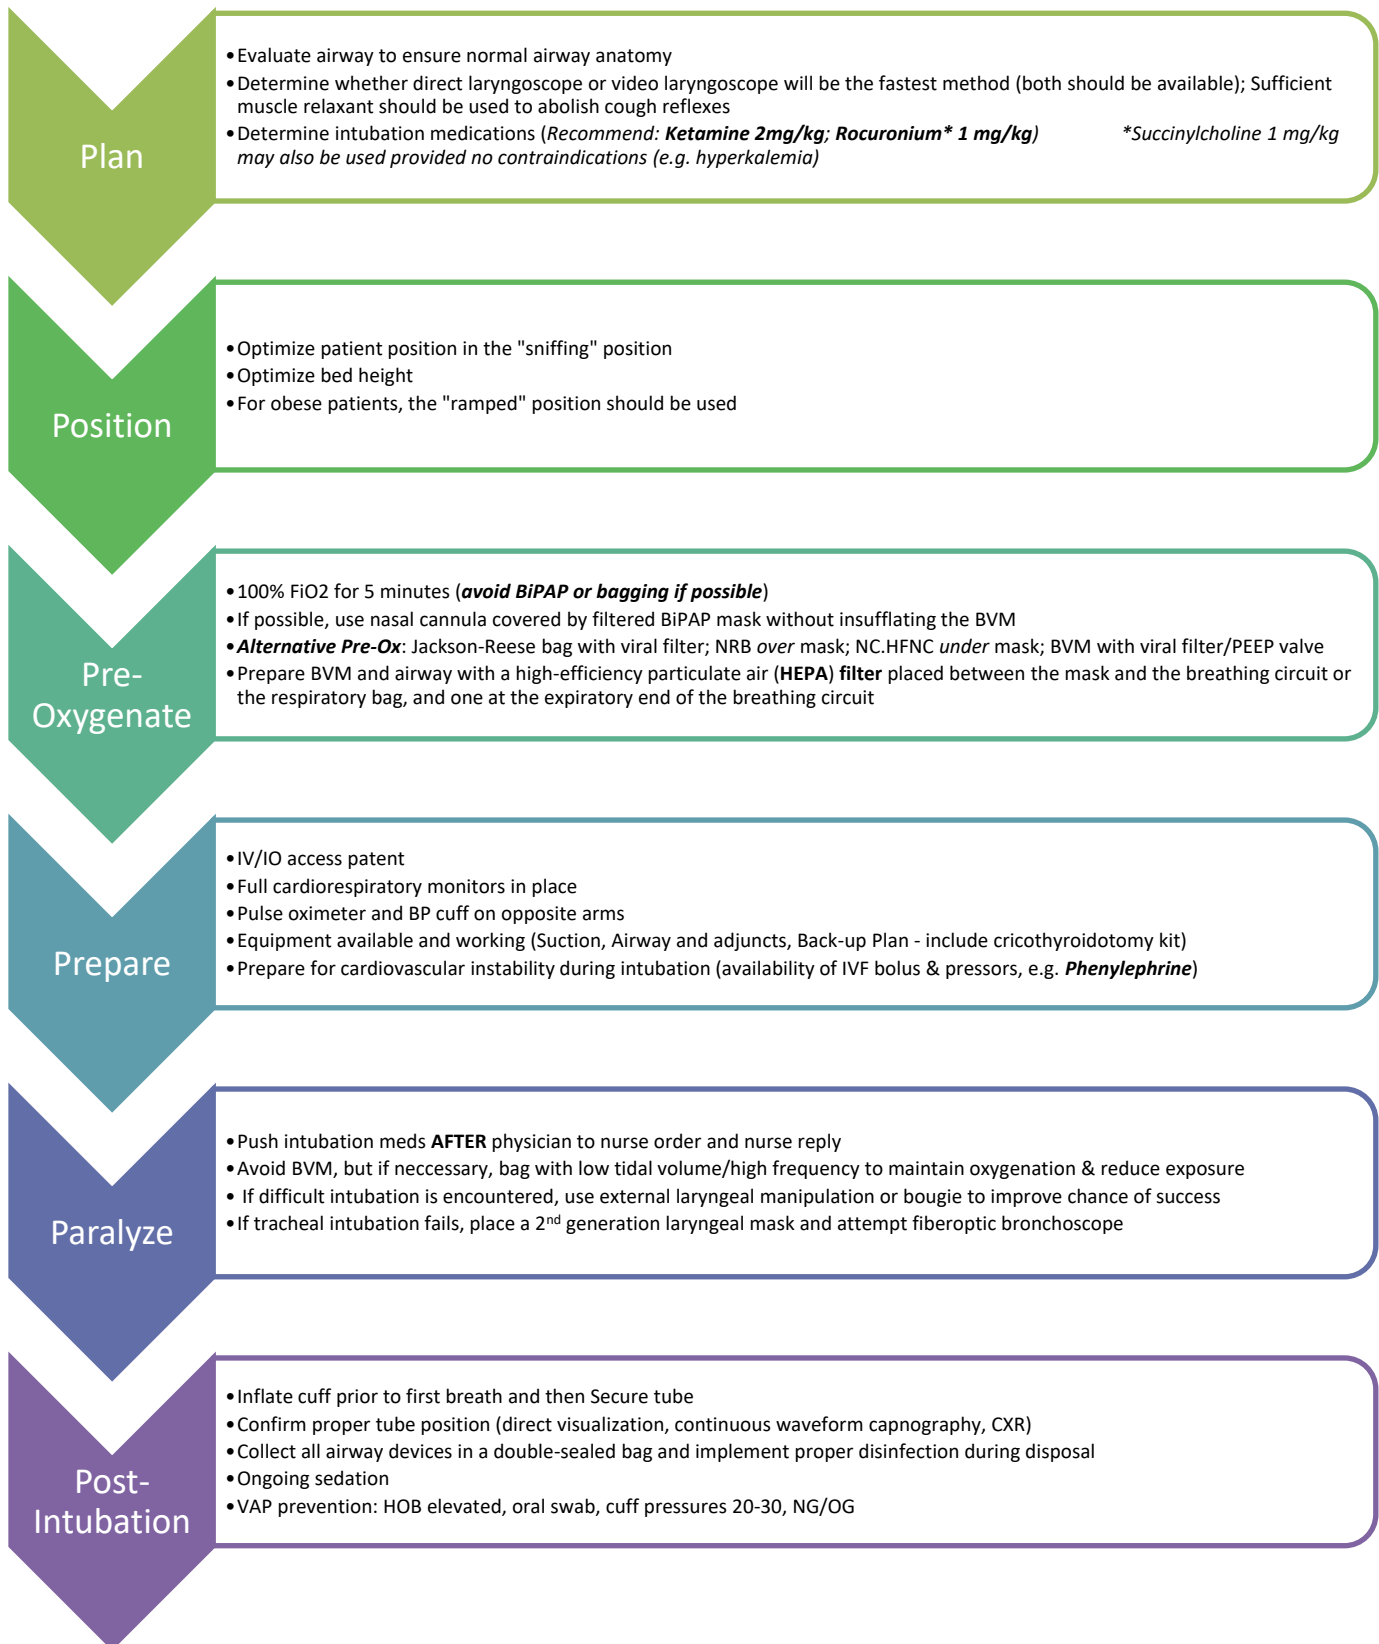 Plan
•Evaluate airway to ensure normal airway anatomy
•Determine whether direct laryngoscope or video laryngoscope will be the fastest method (both should be available); Sufficient
muscle relaxant should be used to abolish cough reflexes
•Determine intubation medications (Recommend: Ketamine 2mg/kg; Rocuronium* 1 mg/kg) *Succinylcholine 1 mg/kg
may also be used provided no contraindications (e.g. hyperkalemia)
Position
•Optimize patient position in the "sniffing" position
•Optimize bed height
•For obese patients, the "ramped" position should be used
Pre-
Oxygenate
•100% FiO2 for 5 minutes (avoid BiPAP or bagging if possible)
•If possible, use nasal cannula covered by filtered BiPAP mask without insufflating the BVM
•Alternative Pre-Ox: Jackson-Reese bag with viral filter; NRB over mask; NC.HFNC under mask; BVM with viral filter/PEEP valve
•Prepare BVM and airway with a high-efficiency particulate air (HEPA) filter placed between the mask and the breathing circuit or
the respiratory bag, and one at the expiratory end of the breathing circuit
Prepare
•IV/IO access patent
•Full cardiorespiratory monitors in place
•Pulse oximeter and BP cuff on opposite arms
•Equipment available and working (Suction, Airway and adjuncts, Back-up Plan - include cricothyroidotomy kit)
•Prepare for cardiovascular instability during intubation (availability of IVF bolus & pressors, e.g. Phenylephrine)
Paralyze
•Push intubation meds AFTER physician to nurse order and nurse reply
•Avoid BVM, but if neccessary, bag with low tidal volume/high frequency to maintain oxygenation & reduce exposure
• If difficult intubation is encountered, use external laryngeal manipulation or bougie to improve chance of success
•If tracheal intubation fails, place a 2nd generation laryngeal mask and attempt fiberoptic bronchoscope
Post-
Intubation
•Inflate cuff prior to first breath and then Secure tube
•Confirm proper tube position (direct visualization, continuous waveform capnography, CXR)
•Collect all airway devices in a double-sealed bag and implement proper disinfection during disposal
•Ongoing sedation
•VAP prevention: HOB elevated, oral swab, cuff pressures 20-30, NG/OG